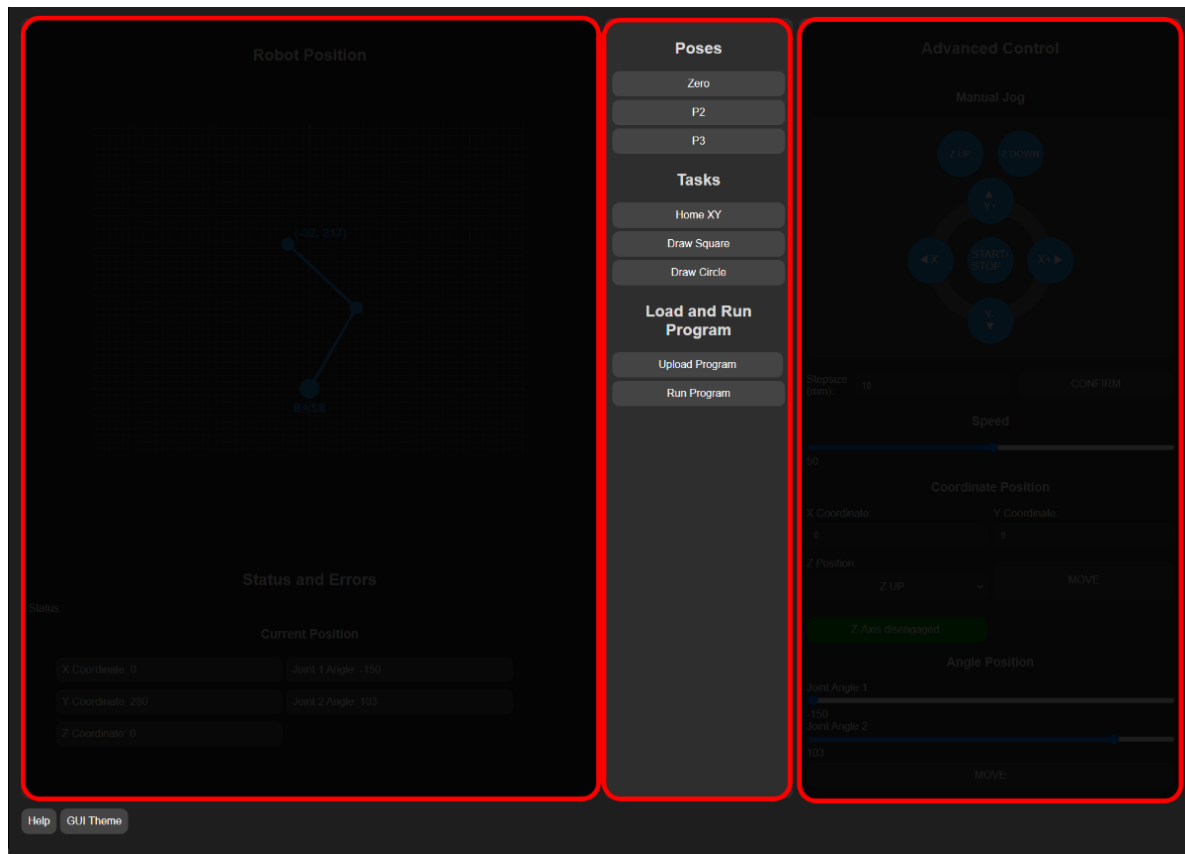 Robot Position
[-32, 217]
BASE
Status and Errors
Status:
Current Position
X Coordinate: 0
Joint 1 Angle: -150
Y Coordinate: 280
Joint 2 Angle: 103
Z Coordinate: 0
Poses
Zero
P2
P3
Tasks
Home XY
Draw Square
Draw Circle
Load and Run
Program
Upload Program
Run Program
Advanced Control
Manual Jog
Z UP
Z DOWN
▲
Y+
◀ X-
START/
STOP
X+ ▶
Y-
▼
Stepsize
(mm):
10
CONFIRM
Speed
50
Coordinate Position
X Coordinate
Y Coordinate
Z Position:
Z UP
MOVE
Z Axis disengaged
Angle Position
Joint Angle 1
-150
Joint Angle 2
103
MOVE
Help
GUI Theme